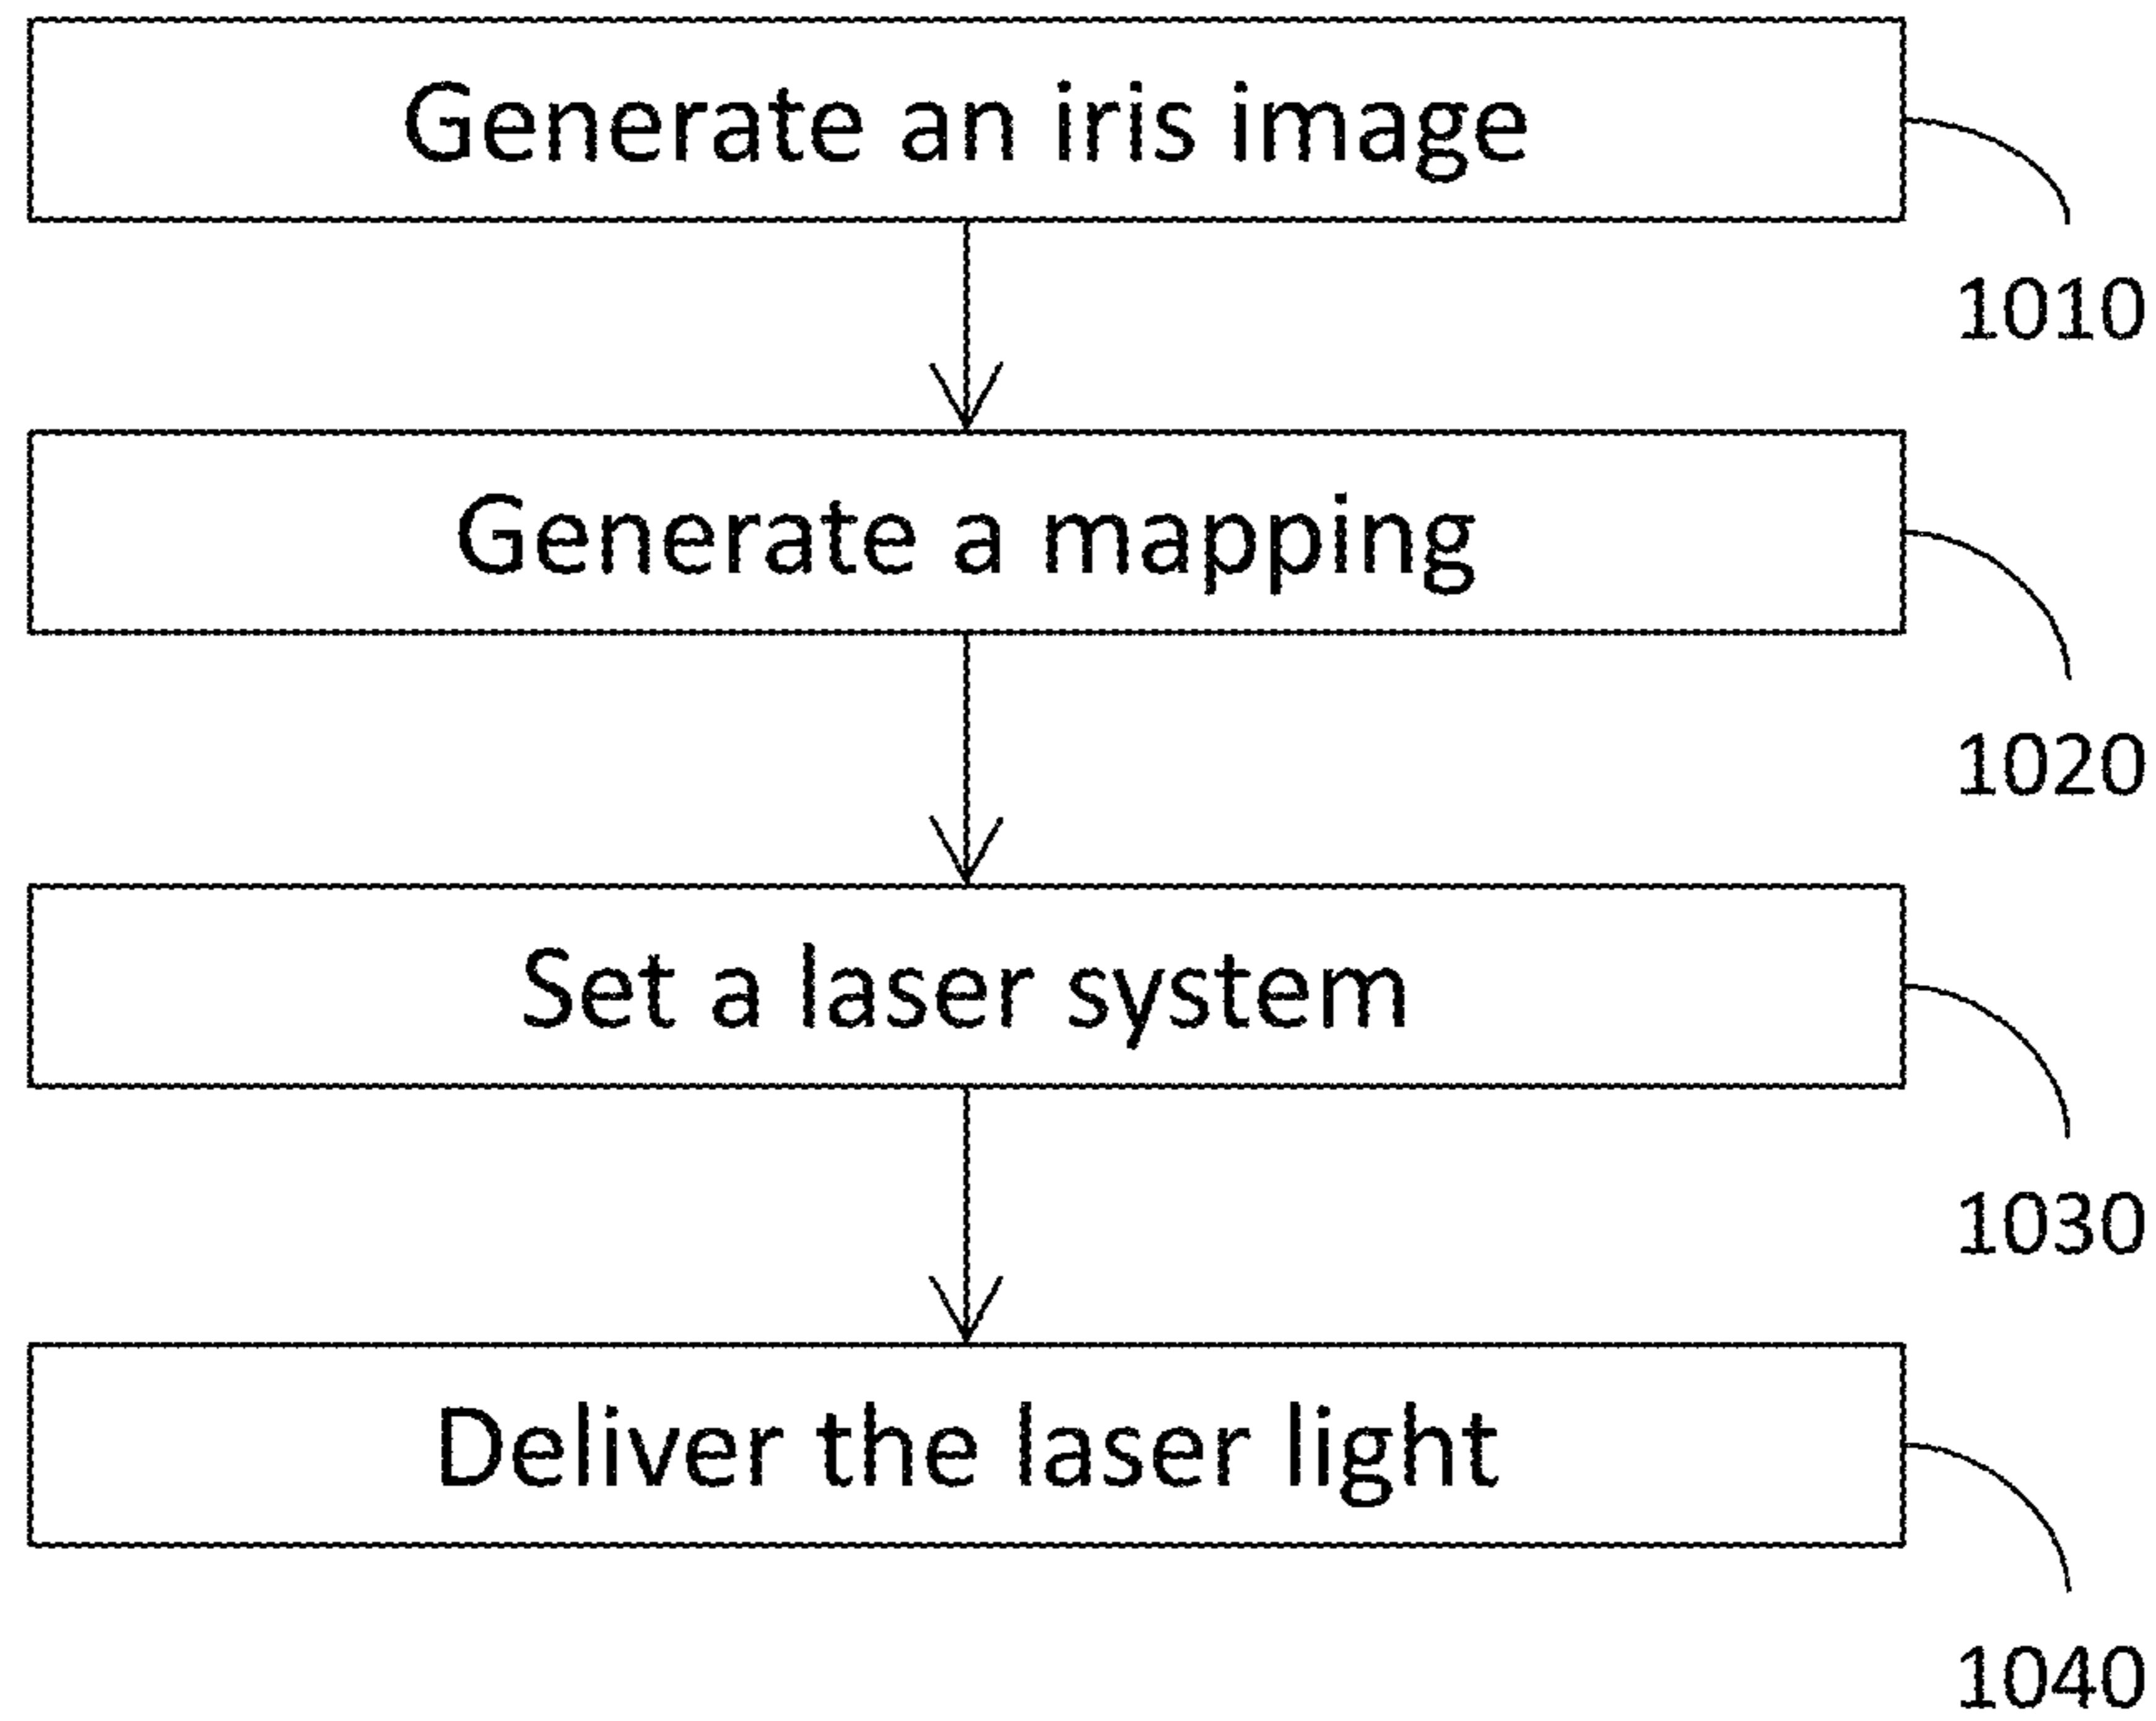 Generate an iris image
1010
Generate a mapping
1020
Set a laser system
1030
Deliver the laser light
1040